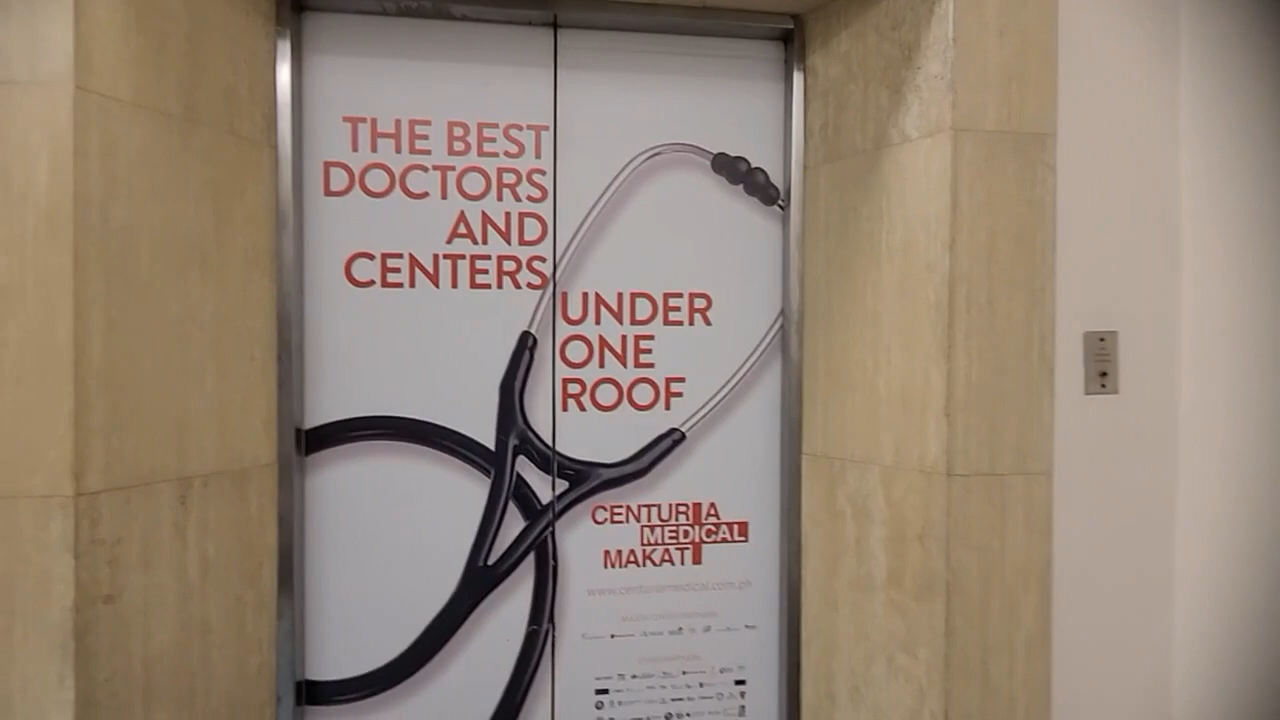 THE BEST
DOCTORS
AND
CENTERS
UNDER
ONE
ROOF
CENTURIA
MEDICAL
MAKATI
www.centuriamedical.com.ph